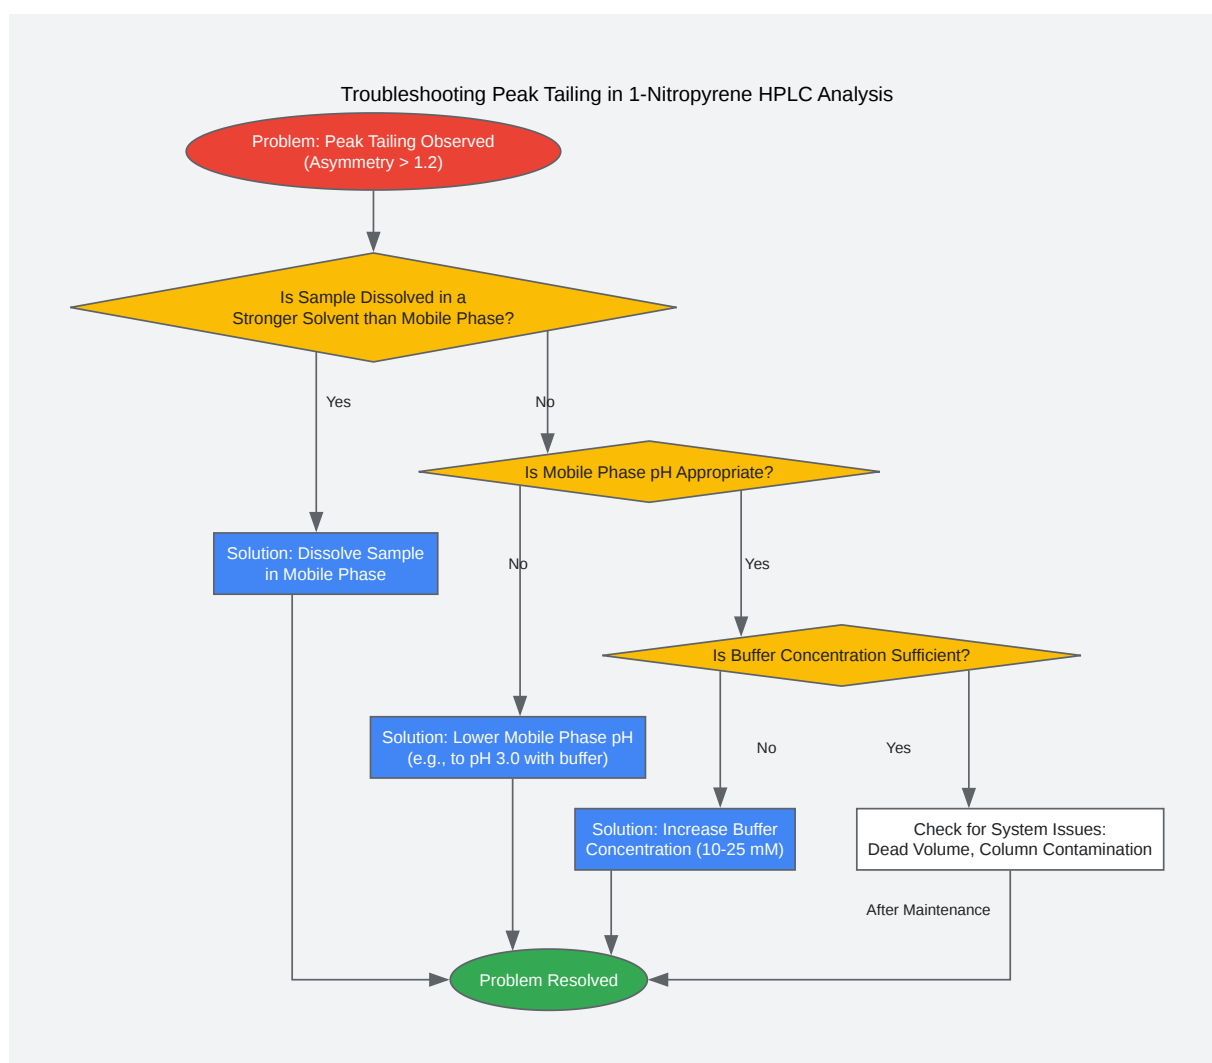 Troubleshooting Peak Tailing in 1-Nitropyrene HPLC Analysis
Problem: Peak Tailing Observed
(Asymmetry > 1.2)
Is Sample Dissolved in a
Stronger Solvent than Mobile Phase?
Yes
No
Is Mobile Phase pH Appropriate?
Solution: Dissolve Sample
in Mobile Phase
No
Yes
Is Buffer Concentration Sufficient?
Solution: Lower Mobile Phase pH
(e.g., to pH 3.0 with buffer)
No
Yes
Solution: Increase Buffer
Concentration (10-25 mM)
Check for System Issues:
Dead Volume, Column Contamination
After Maintenance
Problem Resolved